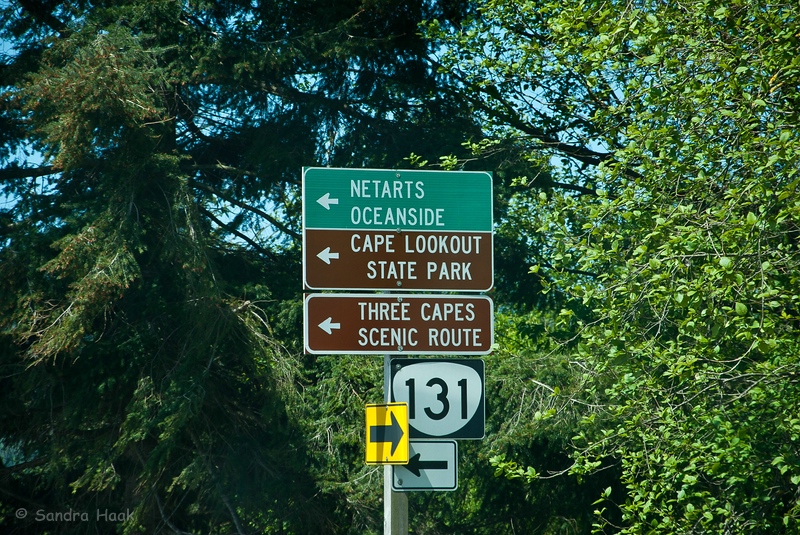 NETARTS
OCEANSIDE
CAPE LOOKOUT
STATE PARK
THREE CAPES
SCENIC ROUTE
131
© Sandra Haak